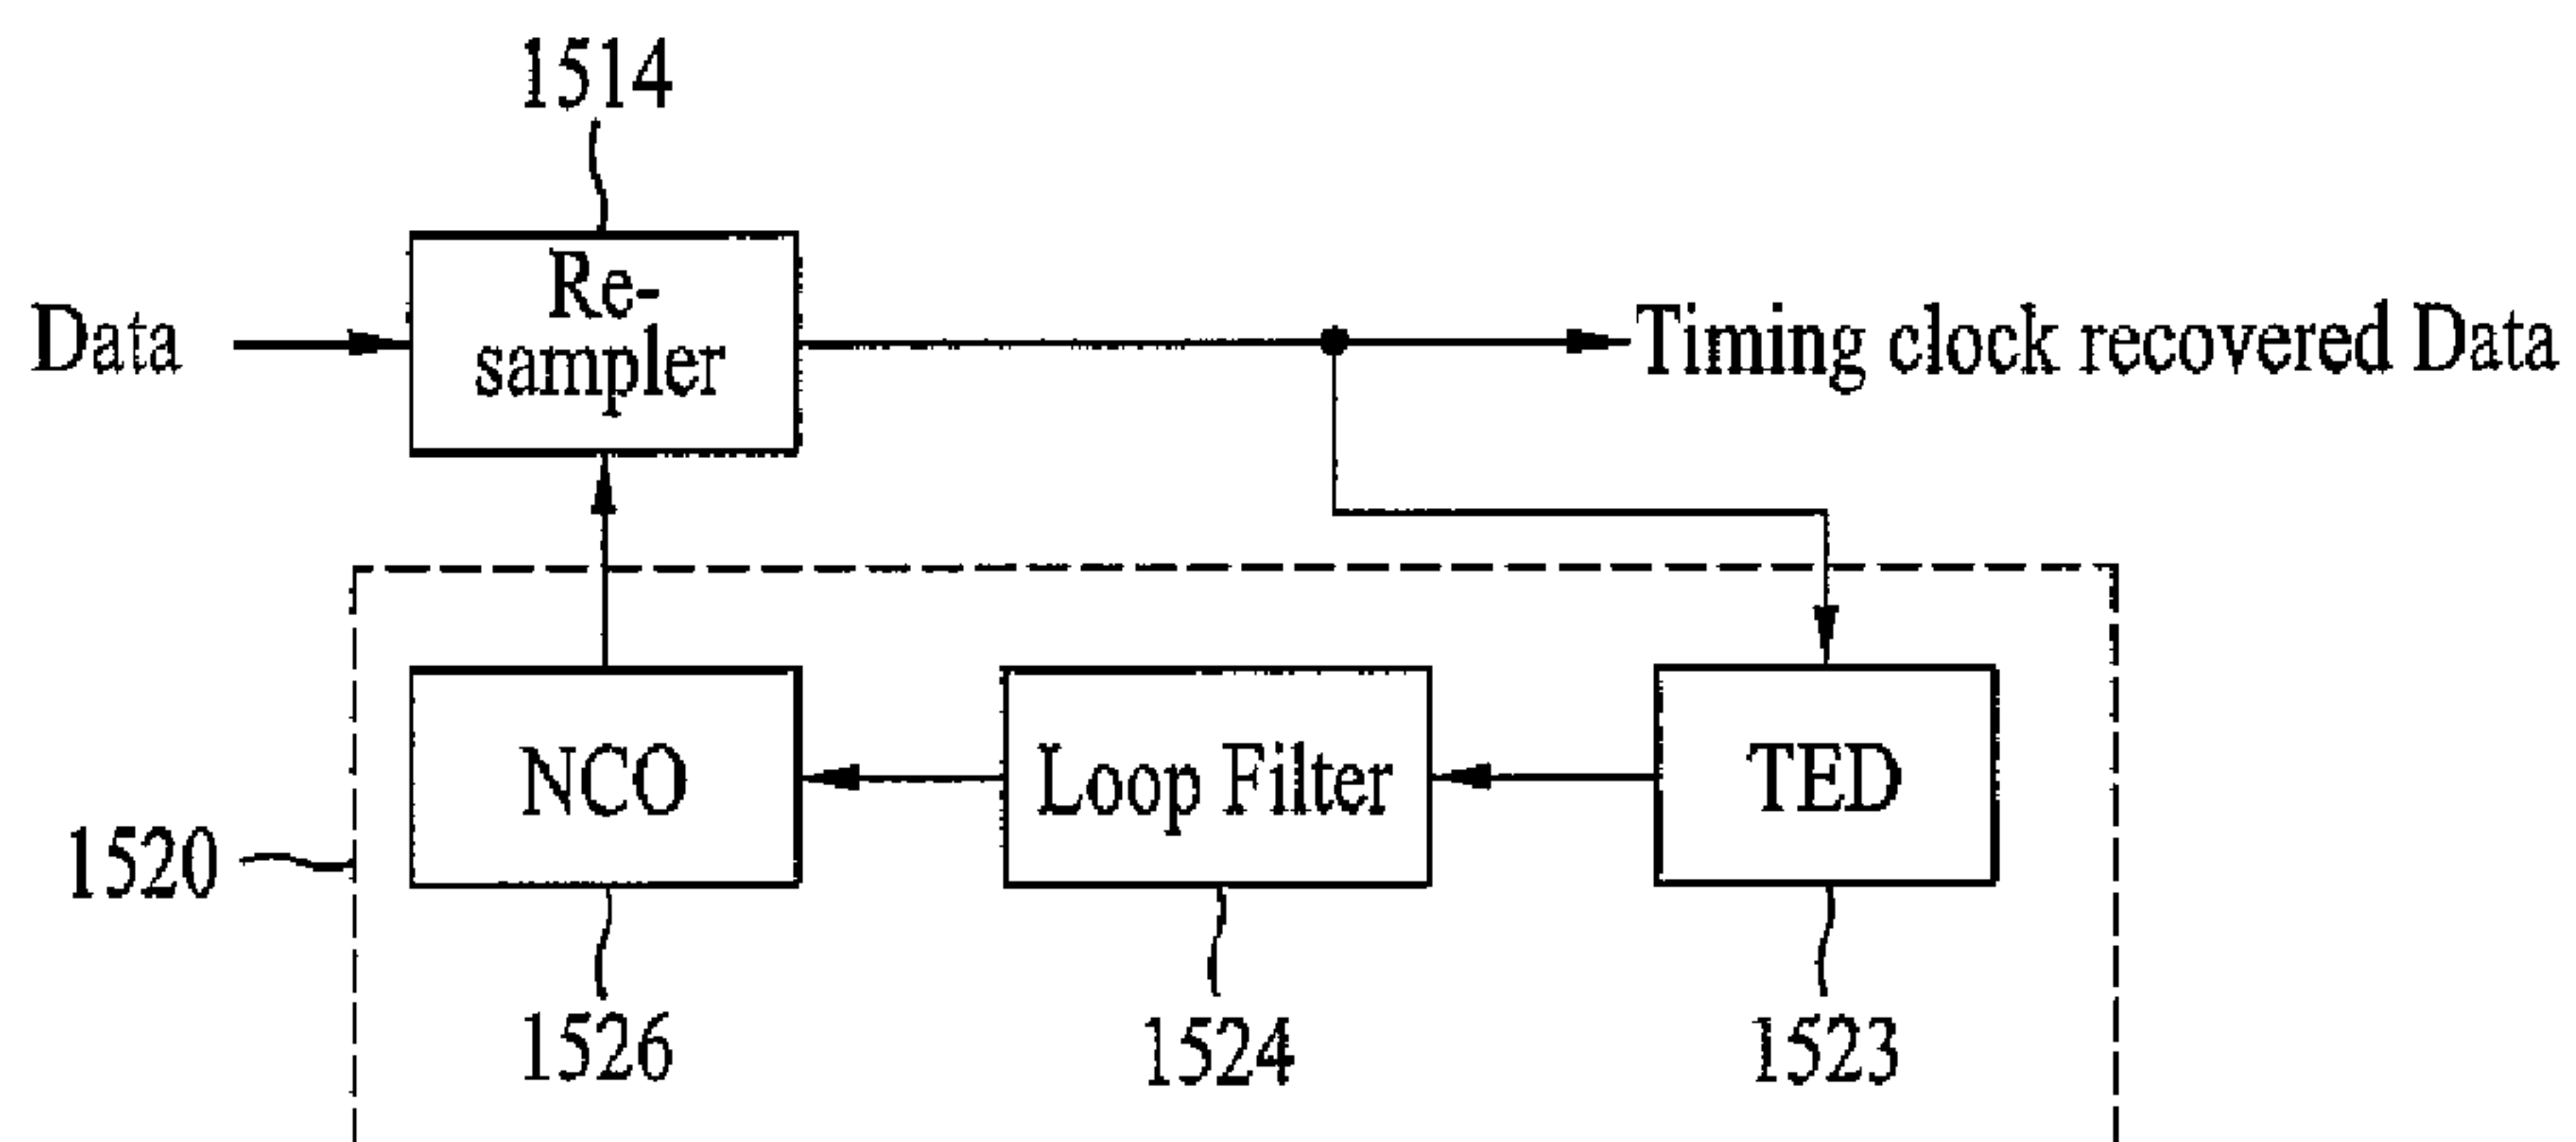 1514
Data
Re-
sampler
Timing clock recovered Data
NCO
Loop Filter
TED
1520
1526
1524
1523